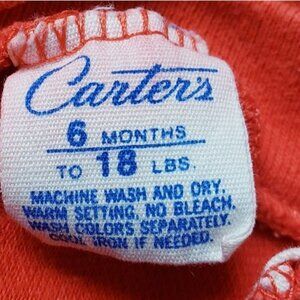 Carter's
6 MONTHS
TO 18 LBS.
MACHINE WASH AND DRY.
WARM SETTING, NO BLEACH.
WASH COLORS SEPARATELY.
COOL IRON IF NEEDED.